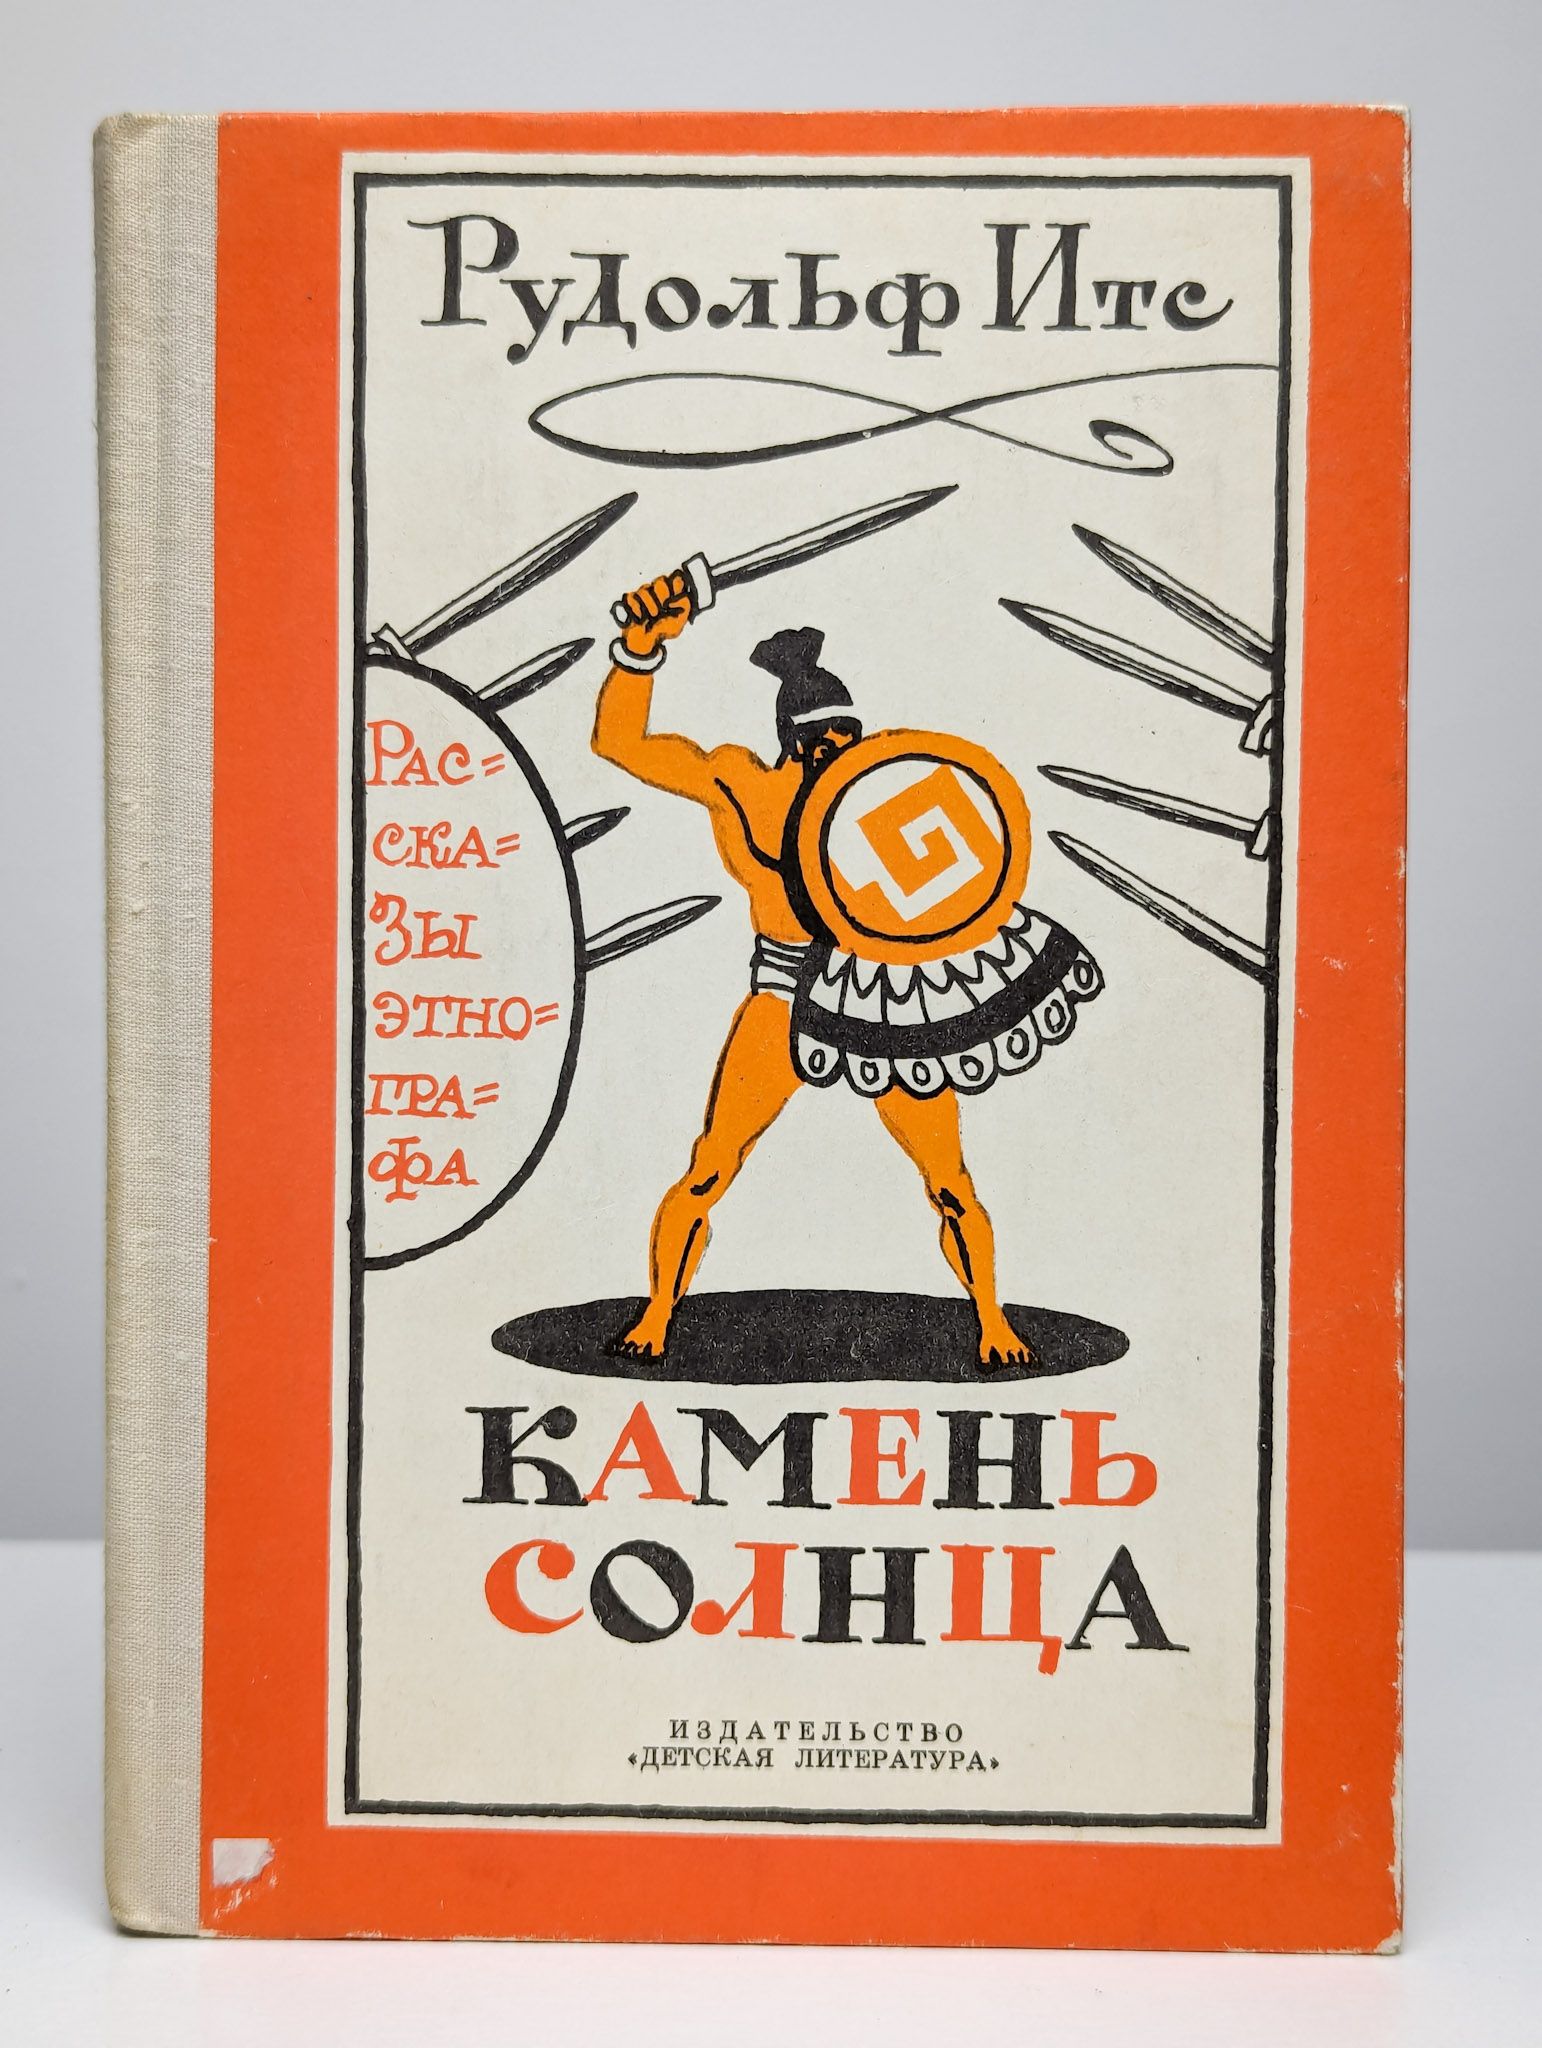 Рудольф Итс
Рас=
ска=
зы
этно=
гра=
фа
КАМЕНЬ
СОЛНЦА
ИЗДАТЕЛЬСТВО
«ДЕТСКАЯ ЛИТЕРАТУРА»